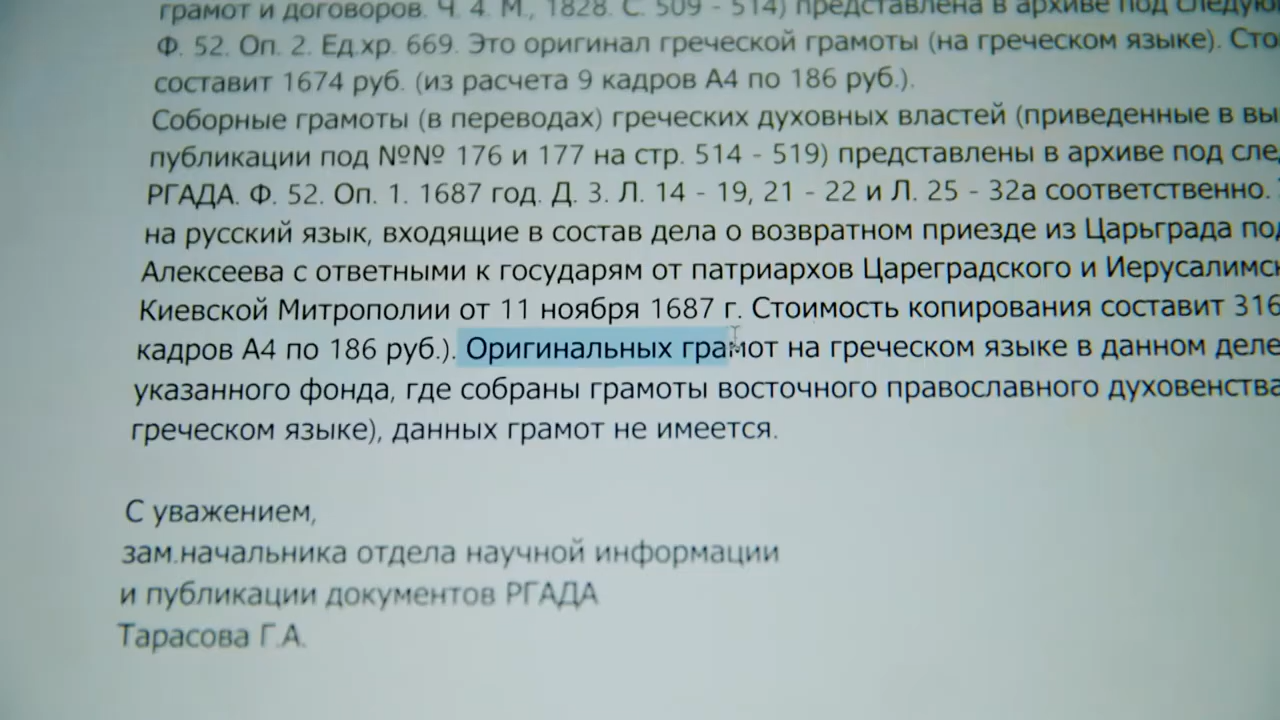 грамот и договоров. Ч. 4. М., 1828. С. 509 - 514) представлена в архиве под
Ф. 52. Оп. 2. Ед.хр. 669. Это оригинал греческой грамоты (на греческом языке).
составит 1674 руб. (из расчета 9 кадров А4 по 186 руб.).
Соборные грамоты (в переводах) греческих духовных властей (приведенные в вы
публикации под №№ 176 и 177 на стр. 514 - 519) представлены в архиве под сле
РГАДА. Ф. 52. Оп. 1. 1687 год. Д. 3. Л. 14 - 19, 21 - 22 и Л. 25 - 32а соответственно.
на русский язык, входящие в состав дела о возвратном приезде из Царьграда под
Алексеева с ответными к государям от патриархов Цареградского и Иерусалимск
Киевской Митрополии от 11 ноября 1687 г. Стоимость копирования составит 316
кадров А4 по 186 руб.). Оригинальных грамот на греческом языке в данном деле
указанного фонда, где собраны грамоты восточного православного духовенства
греческом языке), данных грамот не имеется.
С уважением,
зам.начальника отдела научной информации
и публикации документов РГАДА
Тарасова Г.А.